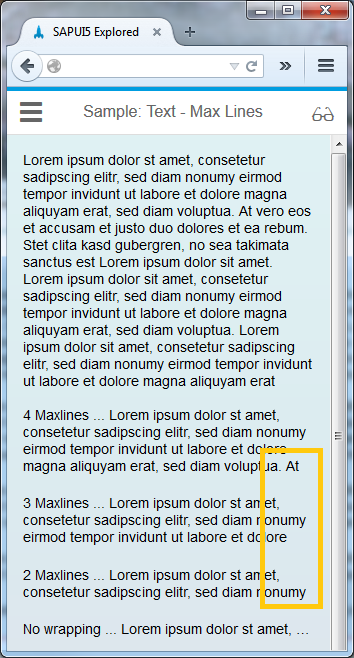 SAPUI5 Explored
Sample: Text - Max Lines
Lorem ipsum dolor st amet, consetetur
sadipscing elitr, sed diam nonumy eirmod
tempor invidunt ut labore et dolore magna
aliquyam erat, sed diam voluptua. At vero eos
et accusam et justo duo dolores et ea rebum.
Stet clita kasd gubergren, no sea takimata
sanctus est Lorem ipsum dolor sit amet.
Lorem ipsum dolor sit amet, consetetur
sadipscing elitr, sed diam nonumy eirmod
tempor invidunt ut labore et dolore magna
aliquyam erat, sed diam voluptua. Lorem
ipsum dolor sit amet, consetetur sadipscing
elitr, sed diam nonumy eirmod tempor invidunt
ut labore et dolore magna aliquyam erat
4 Maxlines ... Lorem ipsum dolor st amet,
consetetur sadipscing elitr, sed diam nonumy
eirmod tempor invidunt ut labore et dolore
magna aliquyam erat, sed diam voluptua. At
3 Maxlines ... Lorem ipsum dolor st amet,
consetetur sadipscing elitr, sed diam nonumy
eirmod tempor invidunt ut labore et dolore
2 Maxlines ... Lorem ipsum dolor st amet,
consetetur sadipscing elitr, sed diam nonumy
No wrapping ... Lorem ipsum dolor st amet, ...